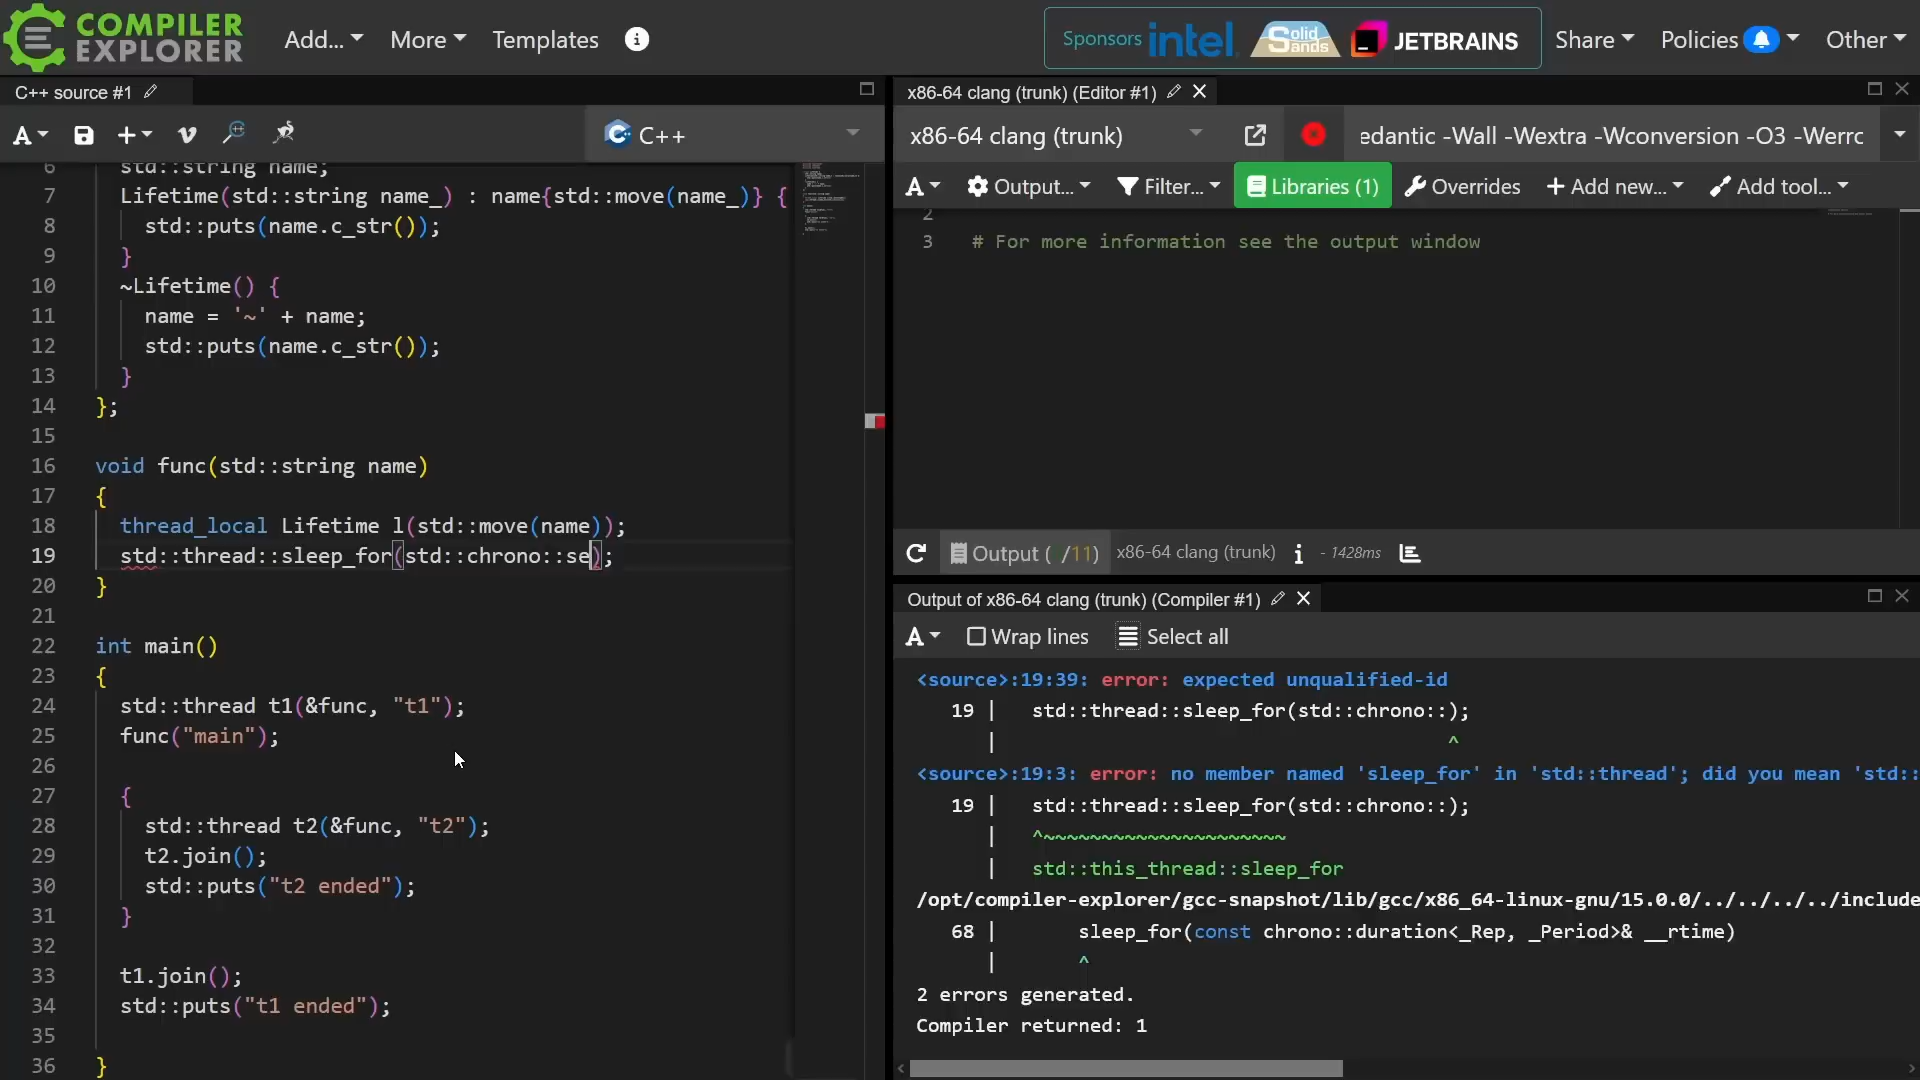 COMPILER
EXPLORER
Add...
More
Templates
Sponsors intel Solid Sands JETBRAINS
Share
Policies
Other
C++ source #1
A
C++
6 std::string name;
7 Lifetime(std::string name_) : name{std::move(name_)} {
8 std::puts(name.c_str());
9 }
10 ~Lifetime() {
11 name = '~' + name;
12 std::puts(name.c_str());
13 }
14 };
15
16 void func(std::string name)
17 {
18 thread_local Lifetime l(std::move(name));
19 std::thread::sleep_for(std::chrono::se);
20 }
21
22 int main()
23 {
24 std::thread t1(&func, "t1");
25 func("main");
26
27 {
28 std::thread t2(&func, "t2");
29 t2.join();
30 std::puts("t2 ended");
31 }
32
33 t1.join();
34 std::puts("t1 ended");
35
36 }
x86-64 clang (trunk) (Editor #1)
x86-64 clang (trunk)
edantic -Wall -Wextra -Wconversion -O3 -Werrc
A Output... Filter... Libraries (1) Overrides + Add new... Add tool...
2
3 # For more information see the output window
Output ( /11) x86-64 clang (trunk) i - 1428ms
Output of x86-64 clang (trunk) (Compiler #1)
A Wrap lines Select all
<source>:19:39: error: expected unqualified-id
19 | std::thread::sleep_for(std::chrono::);
| ^
<source>:19:3: error: no member named 'sleep_for' in 'std::thread'; did you mean 'std::
19 | std::thread::sleep_for(std::chrono::);
| ^~~~~~~~~~~~~~~~~~~~~~
| std::this_thread::sleep_for
/opt/compiler-explorer/gcc-snapshot/lib/gcc/x86_64-linux-gnu/15.0.0/../../../../include
68 | sleep_for(const chrono::duration<_Rep, _Period>& __rtime)
| ^
2 errors generated.
Compiler returned: 1